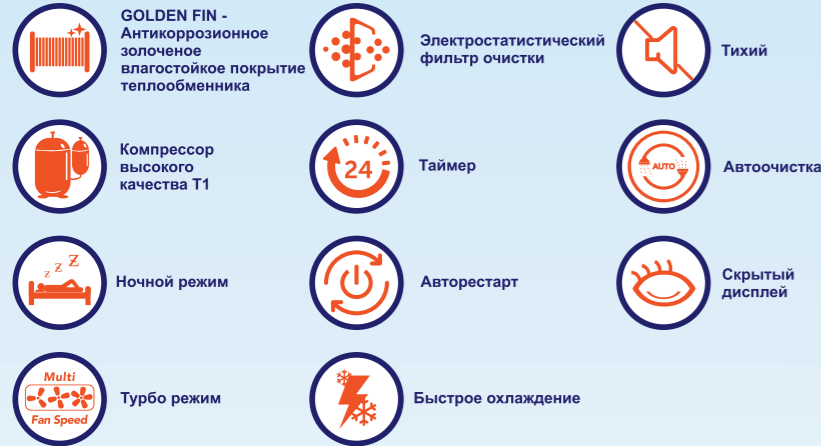 GOLDEN FIN -
Антикоррозионное
золоченое
влагостойкое покрытие
теплообменника
Электростатистический
фильтр очистки
Тихий
Компрессор
высокого
качества Т1
24
Таймер
AUTO
Автоочистка
z z Z
Ночной режим
Авторестарт
Скрытый
дисплей
Multi
Fan Speed
Турбо режим
Быстрое охлаждение